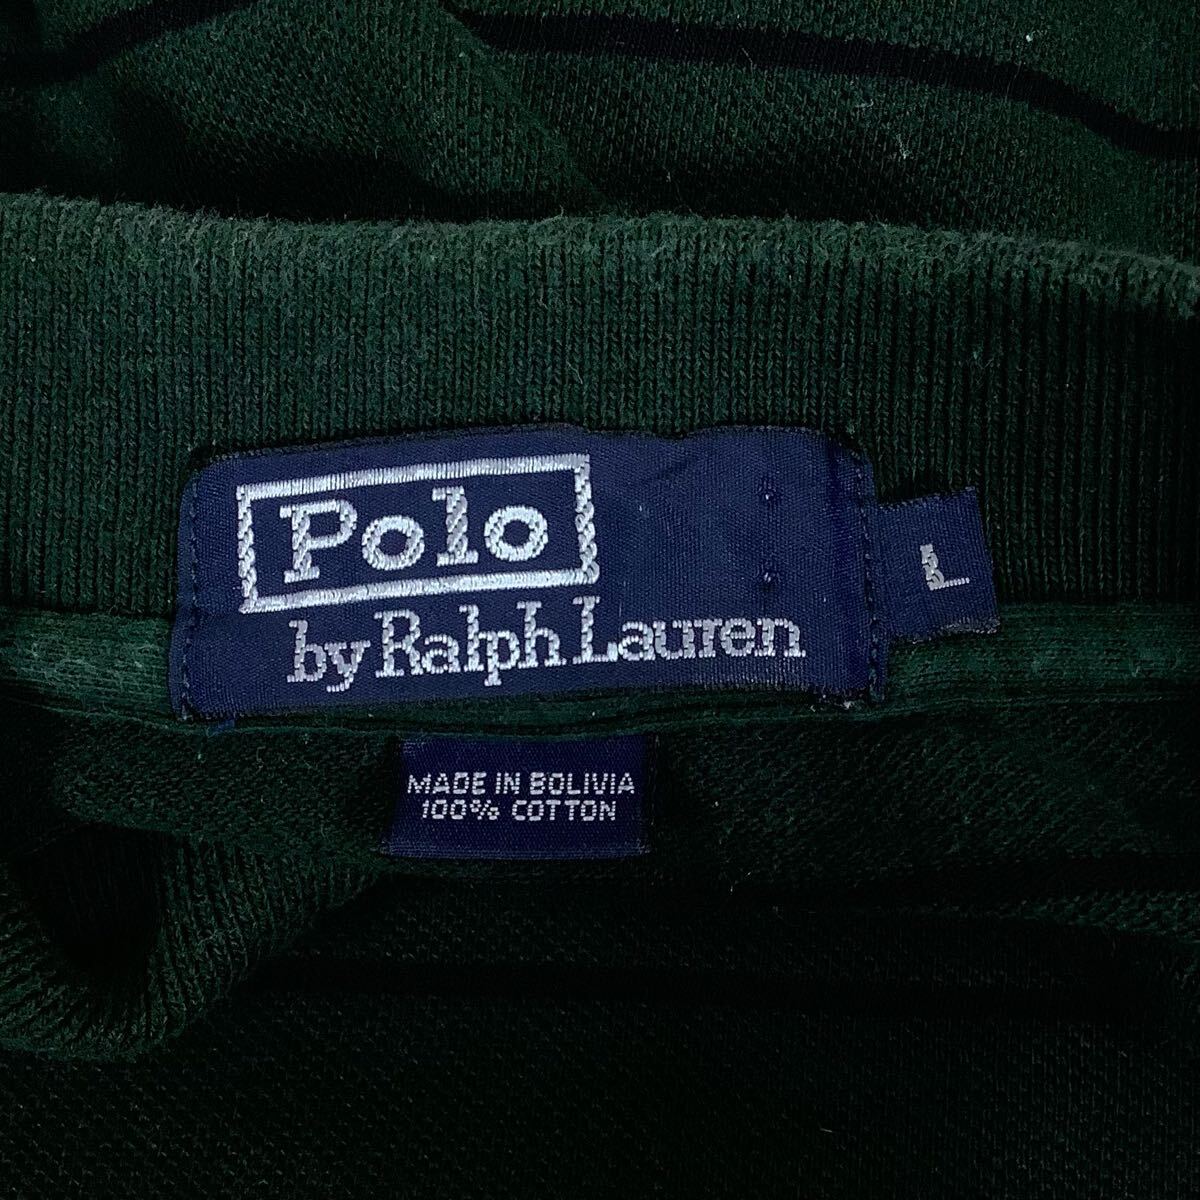 Polo
by Ralph Lauren
L
MADE IN BOLIVIA
100% COTTON